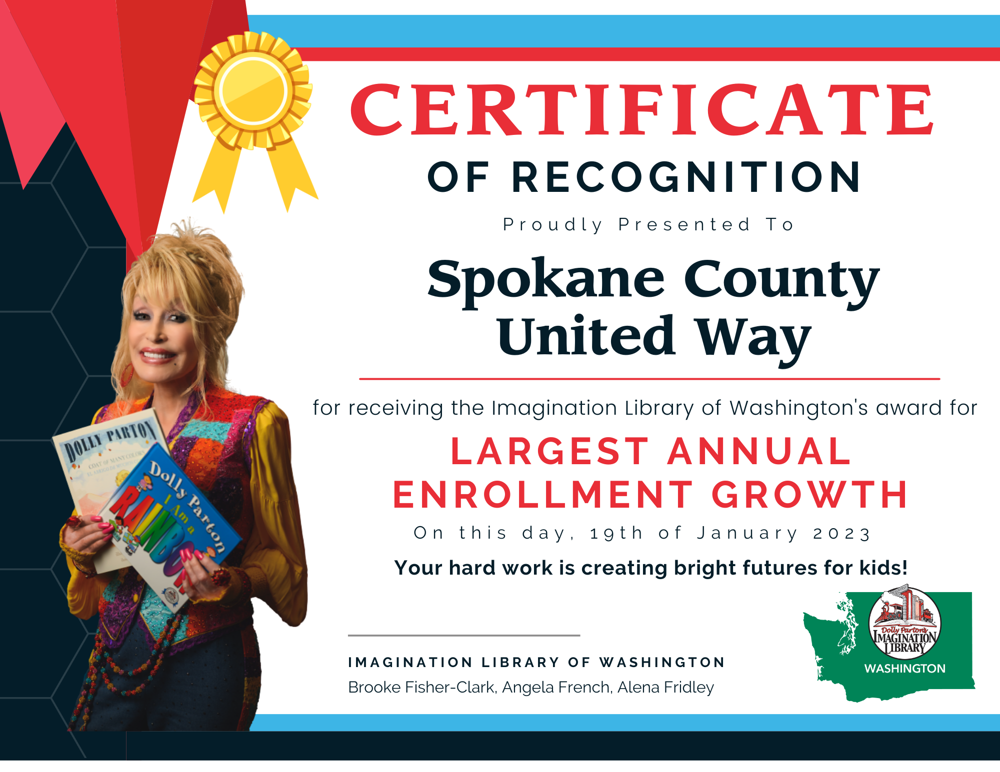 CERTIFICATE
OF RECOGNITION
Proudly Presented To
Spokane County
United Way
for receiving the Imagination Library of Washington's award for
LARGEST ANNUAL
ENROLLMENT GROWTH
On this day, 19th of January 2023
Your hard work is creating bright futures for kids!
IMAGINATION LIBRARY OF WASHINGTON
Brooke Fisher-Clark, Angela French, Alena Fridley
Dolly Parton's
IMAGINATION
LIBRARY
WASHINGTON
DOLLY PARTON
COAT OF MANY COLORS
Dolly Parton
I Am a
RAINBOW